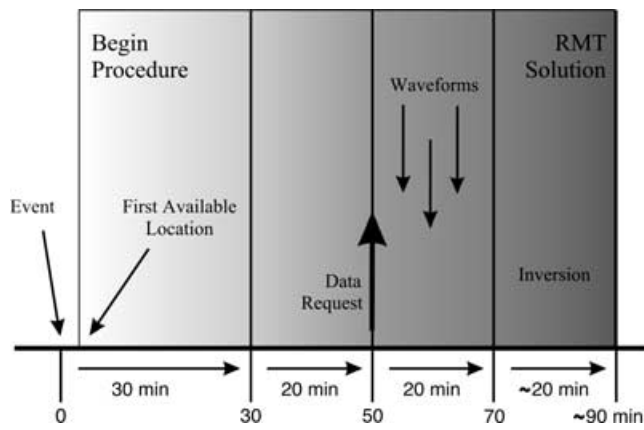 Begin
Procedure
RMT
Solution
Waveforms
Event
First Available
Location
Data
Request
Inversion
30 min
20 min
20 min
~20 min
0
30
50
70
~90 min